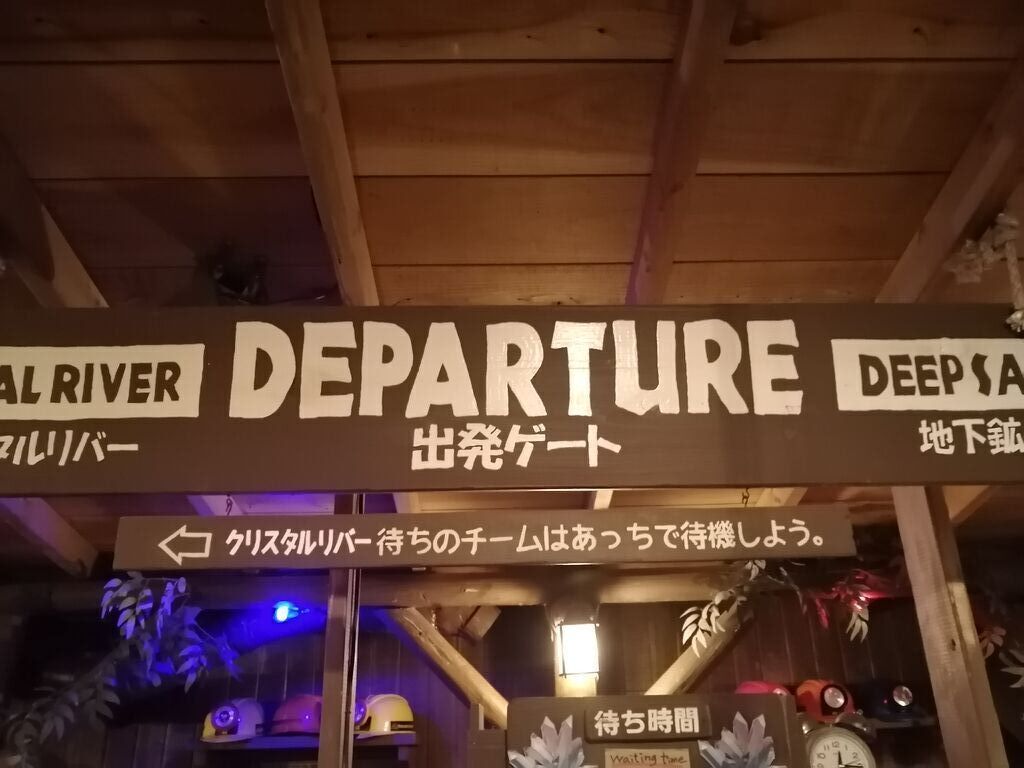 AL RIVER
DEPARTURE
DEEP SA
タルリバー
出発ゲート
地下鉱
クリスタルリバー待ちのチームはあっちで待機しよう。
待ち時間
Waiting time